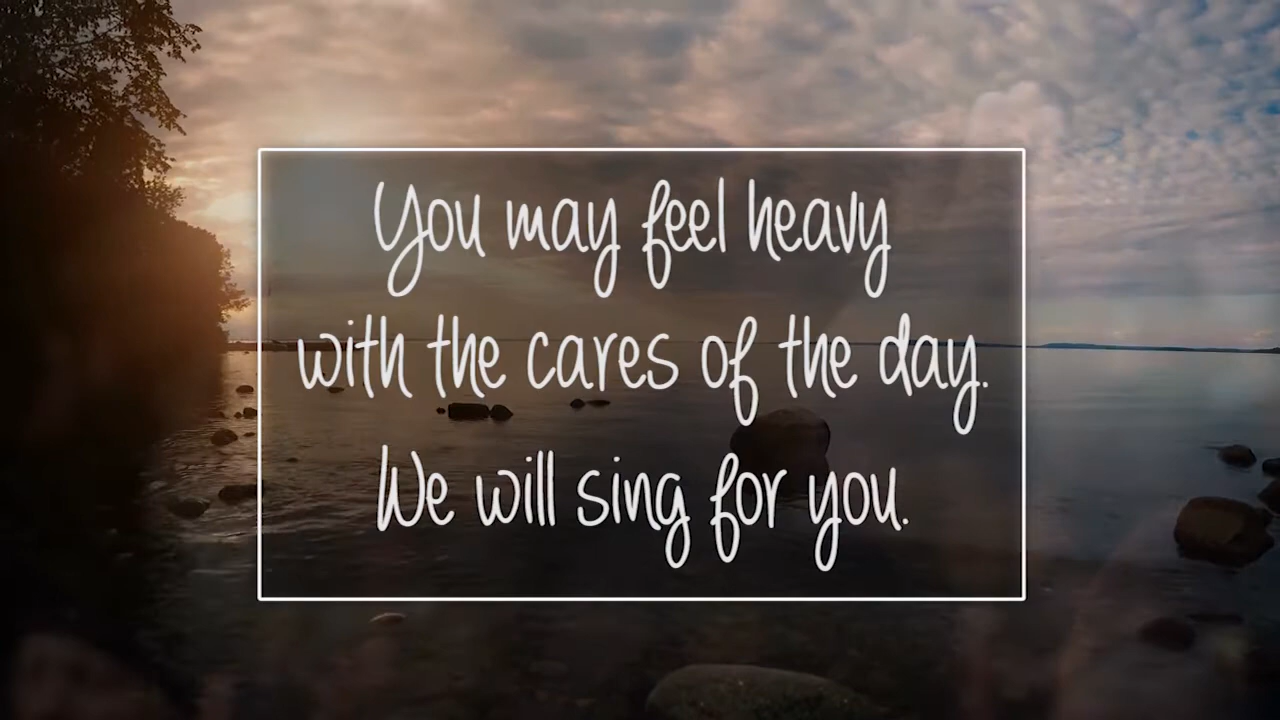 You may feel heavy
with the cares of the day.
We will sing for you.